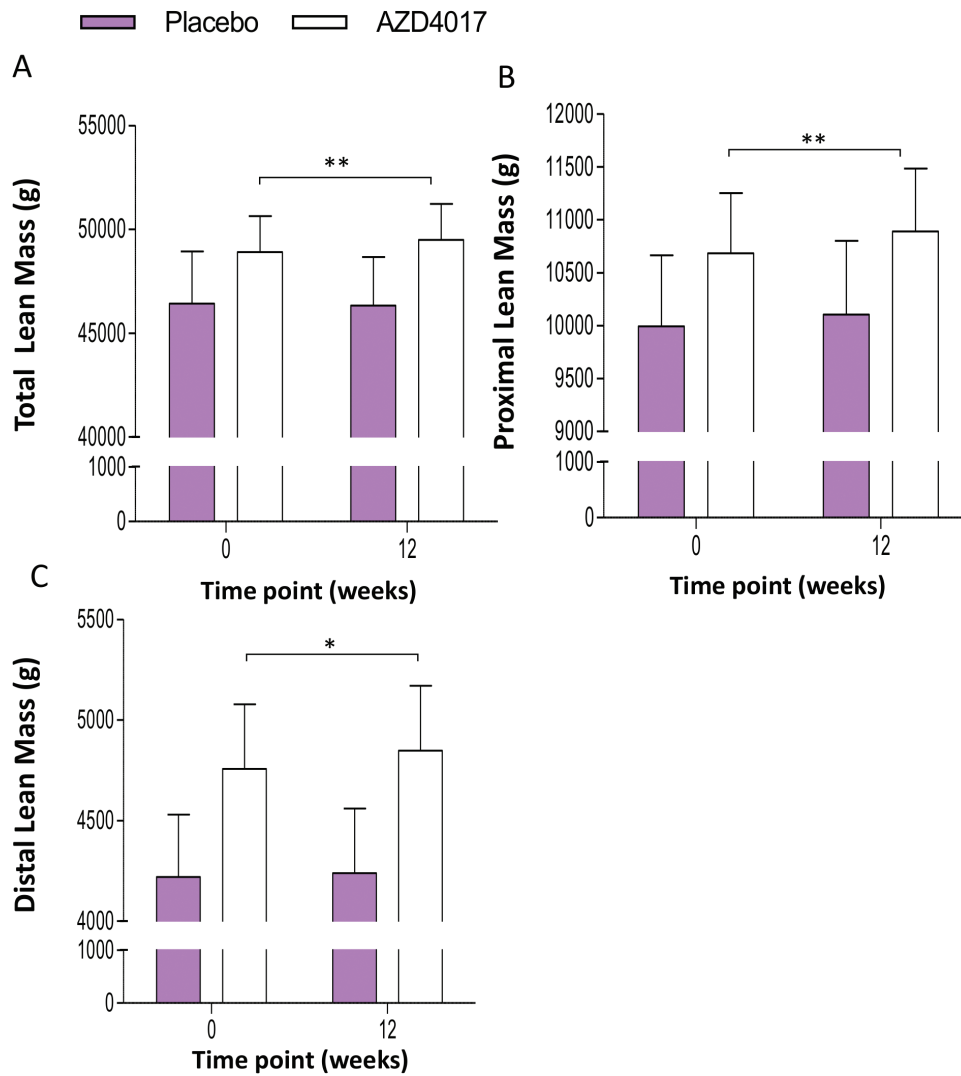 Placebo AZD4017
A
Total Lean Mass (g)
55000
50000
45000
40000
1000
0
**
0 12
Time point (weeks)
B
Proximal Lean Mass (g)
12000
11500
11000
10500
10000
9500
9000
1000
0
**
0 12
Time point (weeks)
C
Distal Lean Mass (g)
5500
5000
4500
4000
1000
0
*
0 12
Time point (weeks)